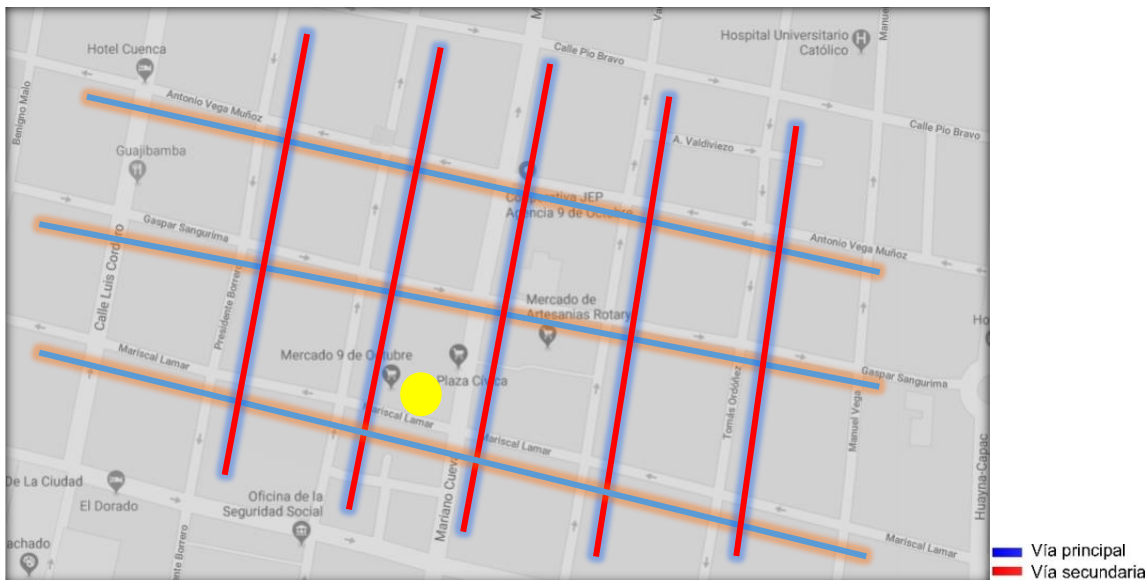 Hotel Cuenca
Hospital Universitario
Católico
Calle Pio Bravo
Calle Pio Bravo
Antonio Vega Muñoz
A. Valdiviezo
Benigno Malo
Guajibamba
Agencia 9 de Octubre
Gaspar Sangurima
Antonio Vega Muñoz
Calle Luis Cordero
Presidente Borrero
Mercado de
Artesanias Rotary
Mariscal Lamar
Mercado 9 de Octubre
Plaza Cívica
Gaspar Sangurima
Tomás Ordóñez
Manuel Vega
Mariscal Lamar
Mariscal Lamar
De La Ciudad
El Dorado
Oficina de la
Seguridad Social
Mariano Cueva
Huayna-Capac
Mariscal Lamar
Borrero
Vía principal
Vía secundaria